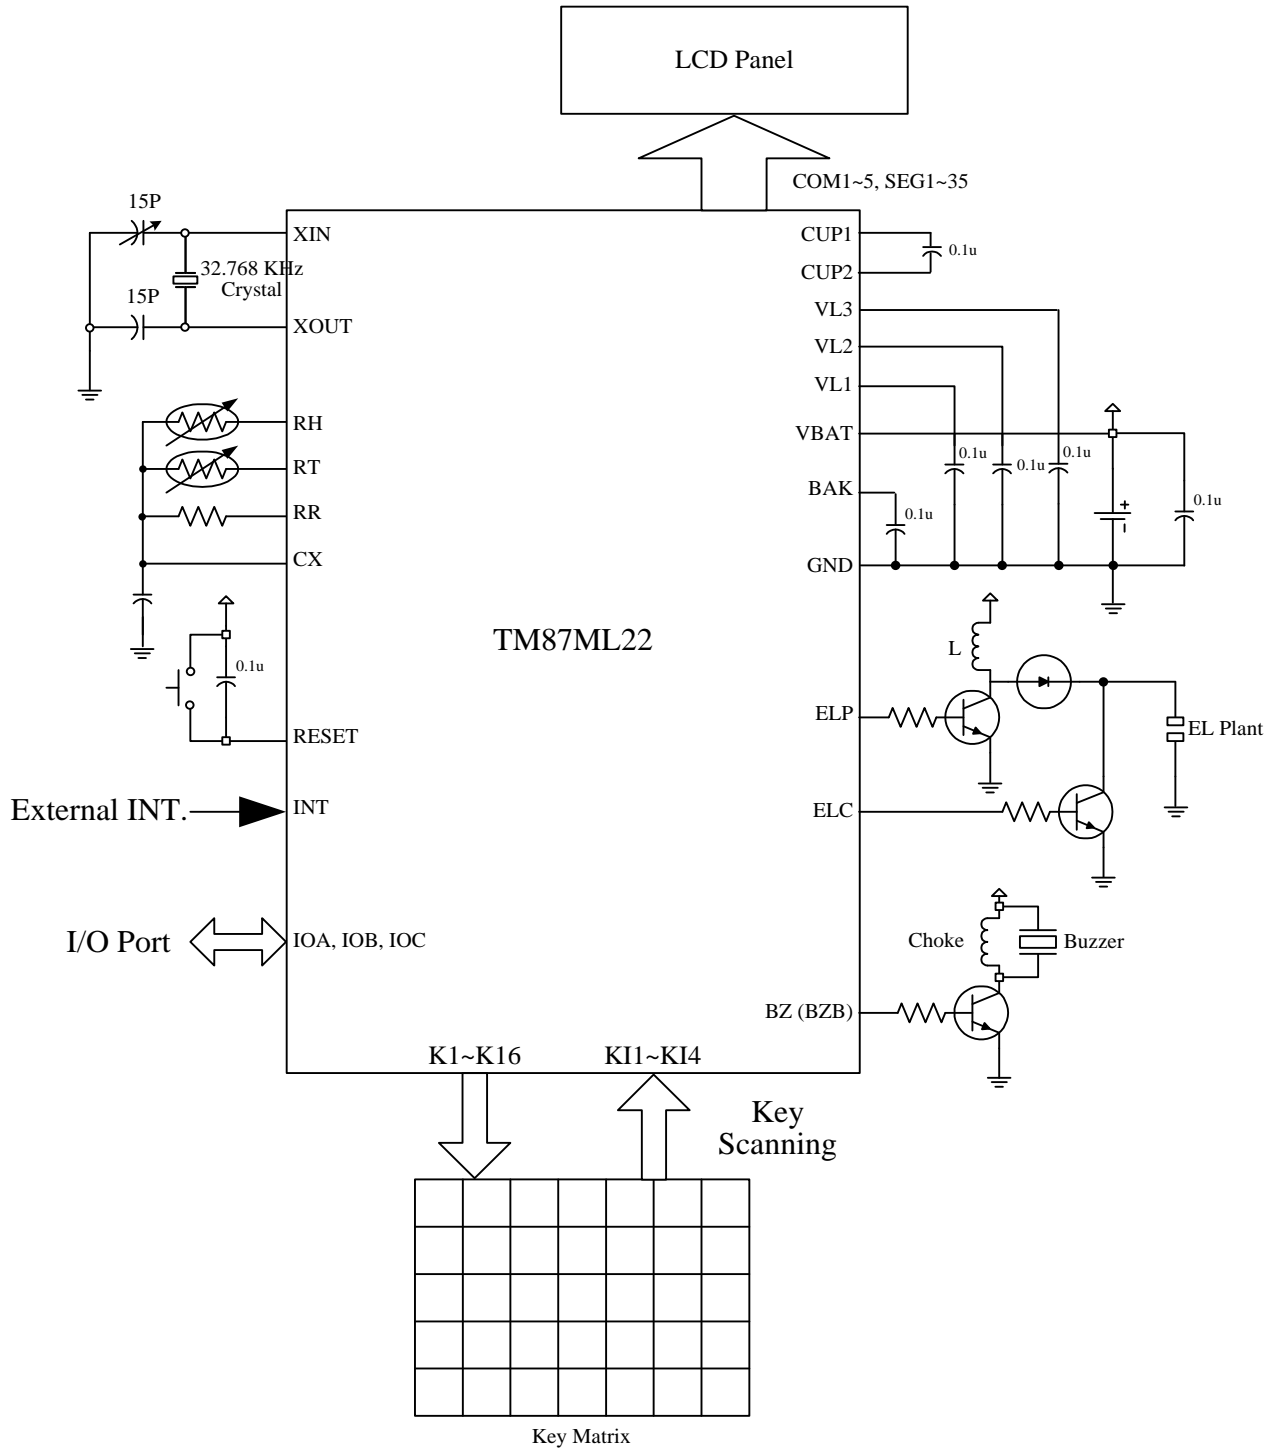 LCD Panel
COM1~5, SEG1~35
15P
XIN
32.768 KHz
Crystal
15P
XOUT
CUP1
0.1u
CUP2
VL3
VL2
VL1
VBAT
RH
RT
RR
CX
0.1u
0.1u
0.1u
BAK
0.1u
0.1u
+
-
GND
TM87ML22
0.1u
RESET
L
ELP
EL Plant
External INT.
INT
ELC
I/O Port
IOA, IOB, IOC
Choke
Buzzer
BZ (BZB)
K1~K16
KI1~KI4
Key
Scanning
Key Matrix